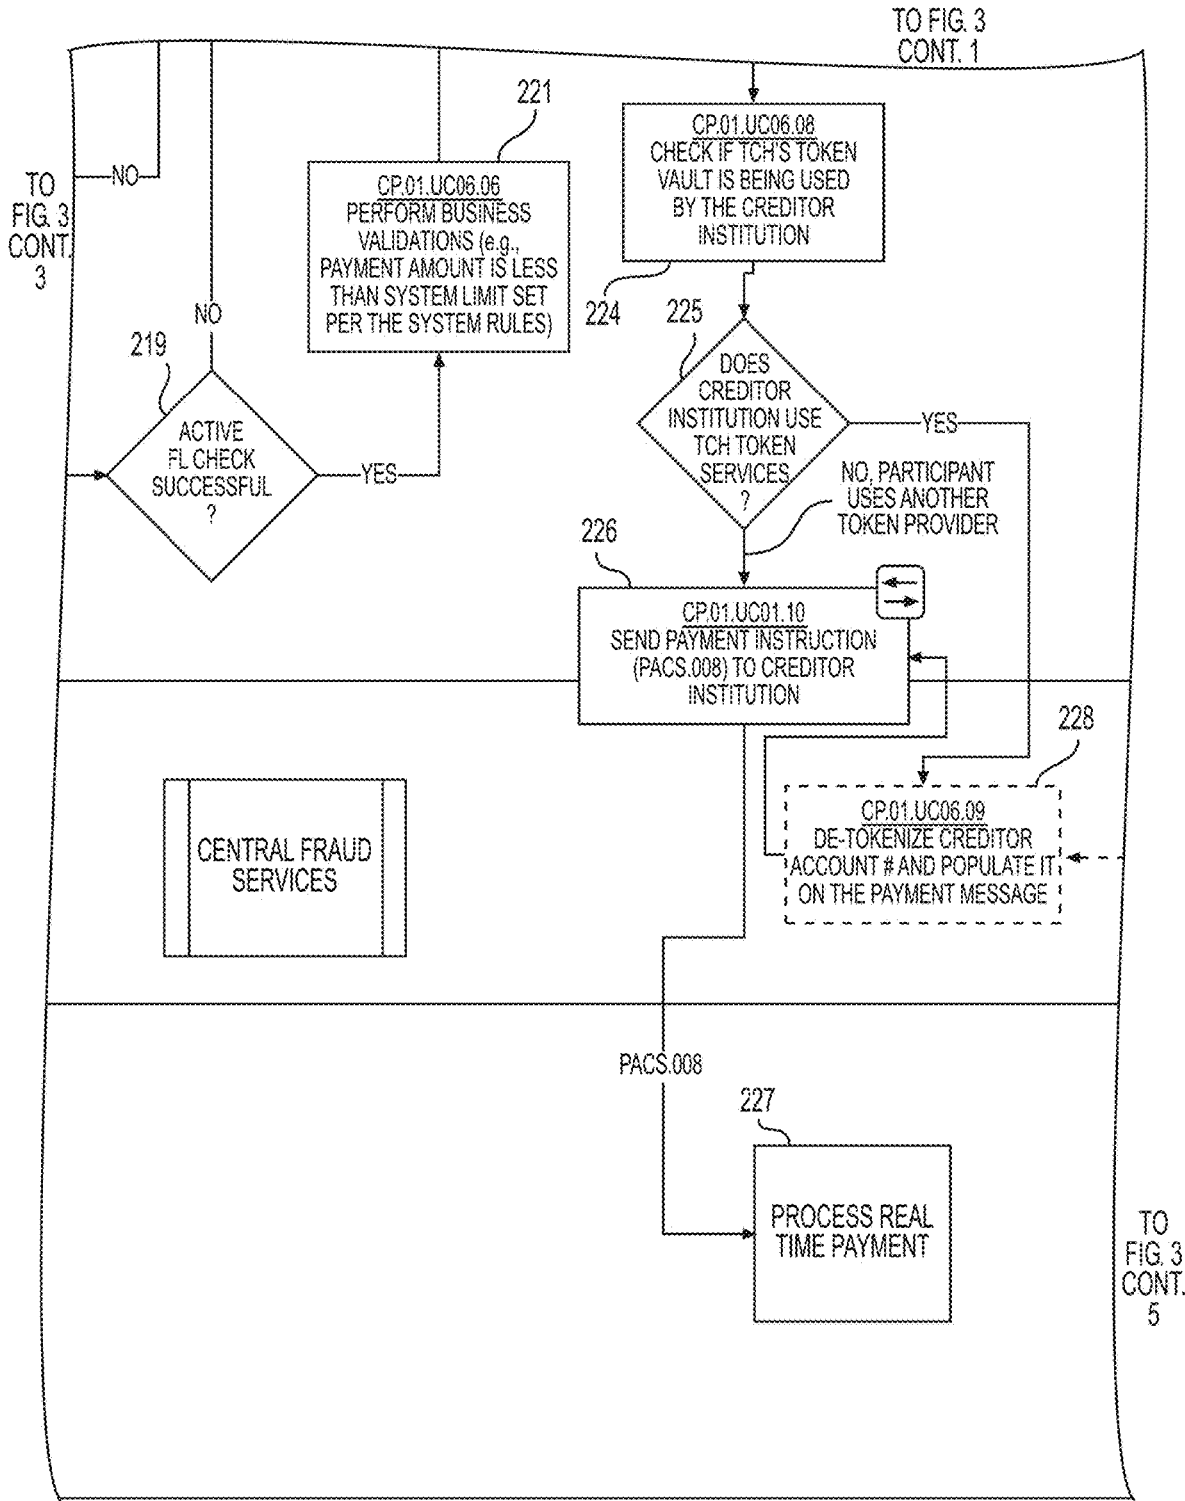 TO FIG. 3
CONT. 1
TO
FIG. 3
CONT.
3
NO
NO
221
CP.01.UC06.06
PERFORM BUSINESS
VALIDATIONS (e.g.,
PAYMENT AMOUNT IS LESS
THAN SYSTEM LIMIT SET
PER THE SYSTEM RULES)
CP.01.UC06.08
CHECK IF TCH'S TOKEN
VAULT IS BEING USED
BY THE CREDITOR
INSTITUTION
224
219
ACTIVE
FL CHECK
SUCCESSFUL
?
YES
225
DOES
CREDITOR
INSTITUTION USE
TCH TOKEN
SERVICES
?
YES
NO, PARTICIPANT
USES ANOTHER
TOKEN PROVIDER
226
CP.01.UC01.10
SEND PAYMENT INSTRUCTION
(PACS.008) TO CREDITOR
INSTITUTION
228
CP.01.UC06.09
DE-TOKENIZE CREDITOR
ACCOUNT # AND POPULATE IT
ON THE PAYMENT MESSAGE
CENTRAL FRAUD
SERVICES
PACS.008
227
PROCESS REAL
TIME PAYMENT
TO
FIG. 3
CONT.
5